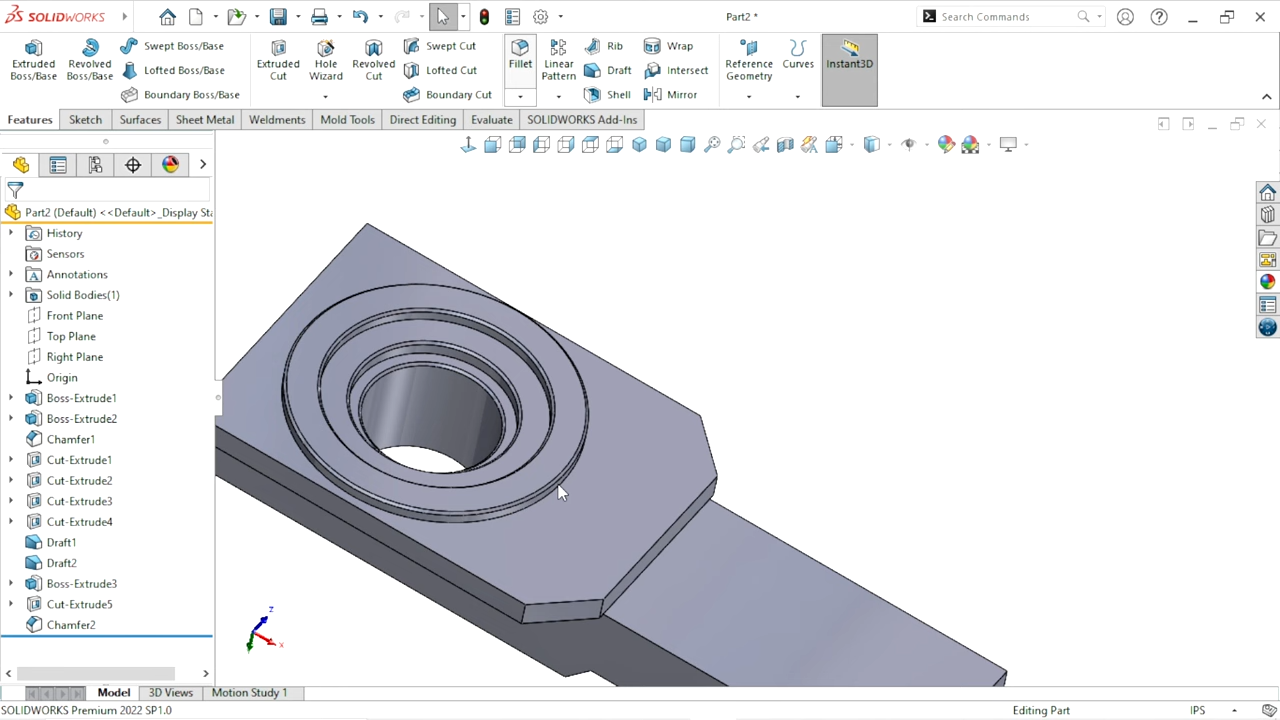 SOLIDWORKS
Part2 *
Search Commands
Extruded Boss/Base
Revolved Boss/Base
Swept Boss/Base
Lofted Boss/Base
Boundary Boss/Base
Extruded Cut
Hole Wizard
Revolved Cut
Swept Cut
Lofted Cut
Boundary Cut
Fillet
Linear Pattern
Rib
Draft
Shell
Wrap
Intersect
Mirror
Reference Geometry
Curves
Instant3D
Features
Sketch
Surfaces
Sheet Metal
Weldments
Mold Tools
Direct Editing
Evaluate
SOLIDWORKS Add-Ins
Part2 (Default) <<Default>_Display Sta
History
Sensors
Annotations
Solid Bodies(1)
Front Plane
Top Plane
Right Plane
Origin
Boss-Extrude1
Boss-Extrude2
Chamfer1
Cut-Extrude1
Cut-Extrude2
Cut-Extrude3
Cut-Extrude4
Draft1
Draft2
Boss-Extrude3
Cut-Extrude5
Chamfer2
z
x
Model
3D Views
Motion Study 1
SOLIDWORKS Premium 2022 SP1.0
Editing Part
IPS